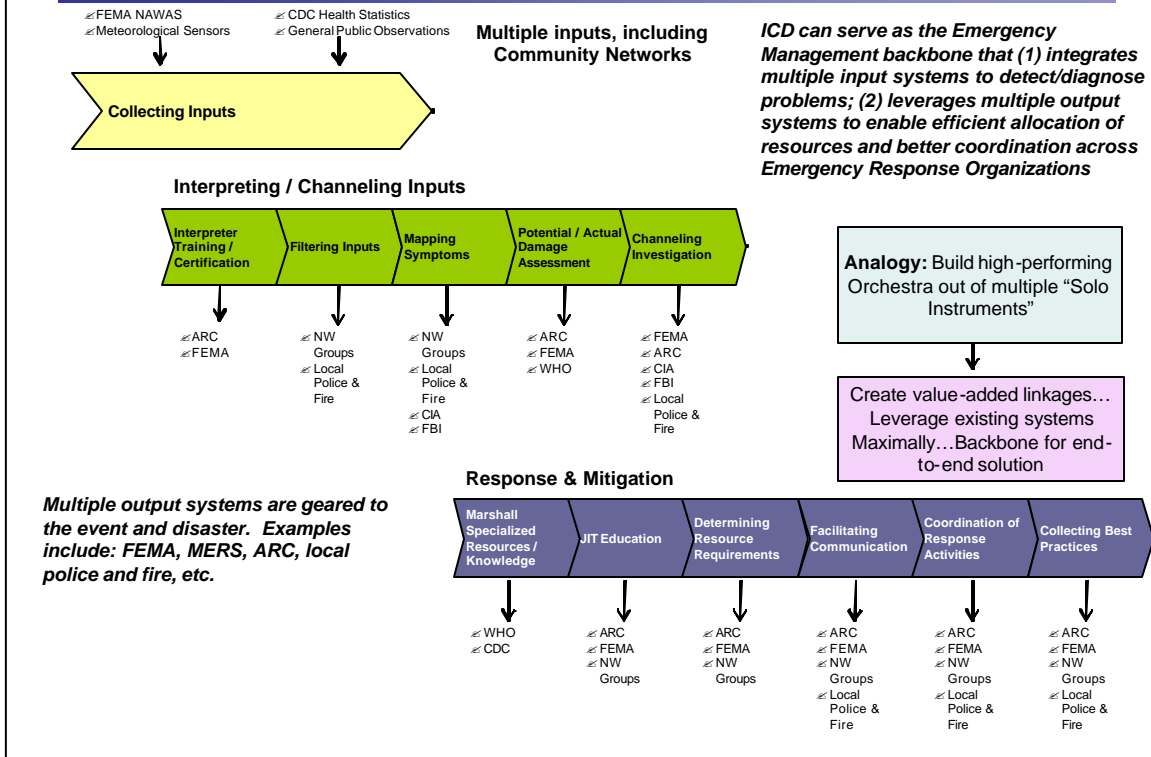 FEMA NAWAS
Meteorological Sensors
CDC Health Statistics
General Public Observations
Multiple inputs, including
Community Networks
ICD can serve as the Emergency
Management backbone that (1) integrates
multiple input systems to detect/diagnose
problems; (2) leverages multiple output
systems to enable efficient allocation of
resources and better coordination across
Emergency Response Organizations
Collecting Inputs
Interpreting / Channeling Inputs
Interpreter
Training /
Certification
Filtering Inputs
Mapping
Symptoms
Potential / Actual
Damage
Assessment
Channeling
Investigation
ARC
FEMA
NW
Groups
Local
Police &
Fire
NW
Groups
Local
Police &
Fire
CIA
FBI
ARC
FEMA
WHO
FEMA
ARC
CIA
FBI
Local
Police &
Fire
Analogy: Build high-performing
Orchestra out of multiple “Solo
Instruments”
Create value-added linkages…
Leverage existing systems
Maximally…Backbone for end-
to-end solution
Multiple output systems are geared to
the event and disaster. Examples
include: FEMA, MERS, ARC, local
police and fire, etc.
Response & Mitigation
Marshall
Specialized
Resources /
Knowledge
JIT Education
Determining
Resource
Requirements
Facilitating
Communication
Coordination of
Response
Activities
Collecting Best
Practices
WHO
CDC
ARC
FEMA
NW
Groups
ARC
FEMA
NW
Groups
ARC
FEMA
NW
Groups
Local
Police &
Fire
ARC
FEMA
NW
Groups
Local
Police &
Fire
ARC
FEMA
NW
Groups
Local
Police &
Fire